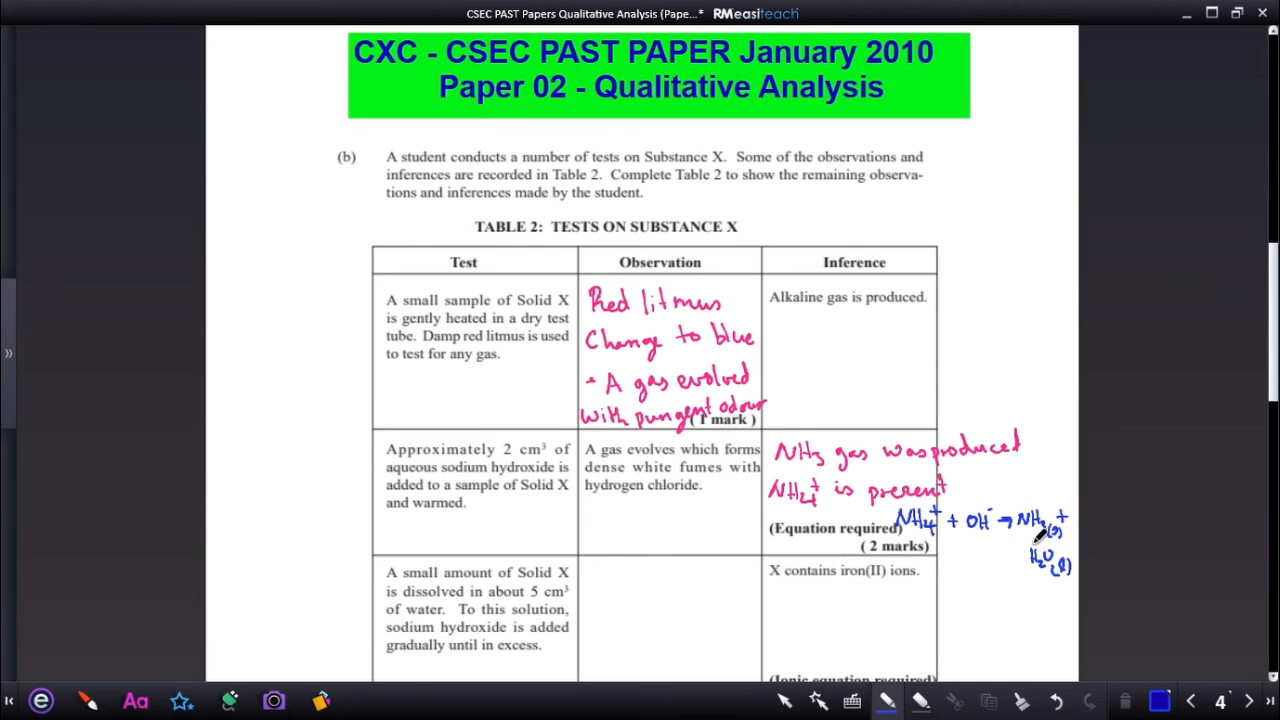 CSEC PAST Papers Qualitative Analysis (Pape...* RMeasiteach
CXC - CSEC PAST PAPER January 2010
Paper 02 - Qualitative Analysis
(b) A student conducts a number of tests on Substance X. Some of the observations and
inferences are recorded in Table 2. Complete Table 2 to show the remaining observa-
tions and inferences made by the student.
TABLE 2: TESTS ON SUBSTANCE X
Test Observation Inference
A small sample of Solid X
is gently heated in a dry test
tube. Damp red litmus is used
to test for any gas.
Red litmus
Change to blue
- A gas evolved
with pungent odour
( 1 mark )
Alkaline gas is produced.
Approximately 2 cm³ of
aqueous sodium hydroxide is
added to a sample of Solid X
and warmed.
A gas evolves which forms
dense white fumes with
hydrogen chloride.
NH₃ gas was produced
NH₄⁺ is present
NH₄⁺ + OH⁻ → NH₃(g) +
H₂O(l)
(Equation required)
( 2 marks)
A small amount of Solid X
is dissolved in about 5 cm³
of water. To this solution,
sodium hydroxide is added
gradually until in excess.
X contains iron(II) ions.
(Ionic equation required)
Aa
4